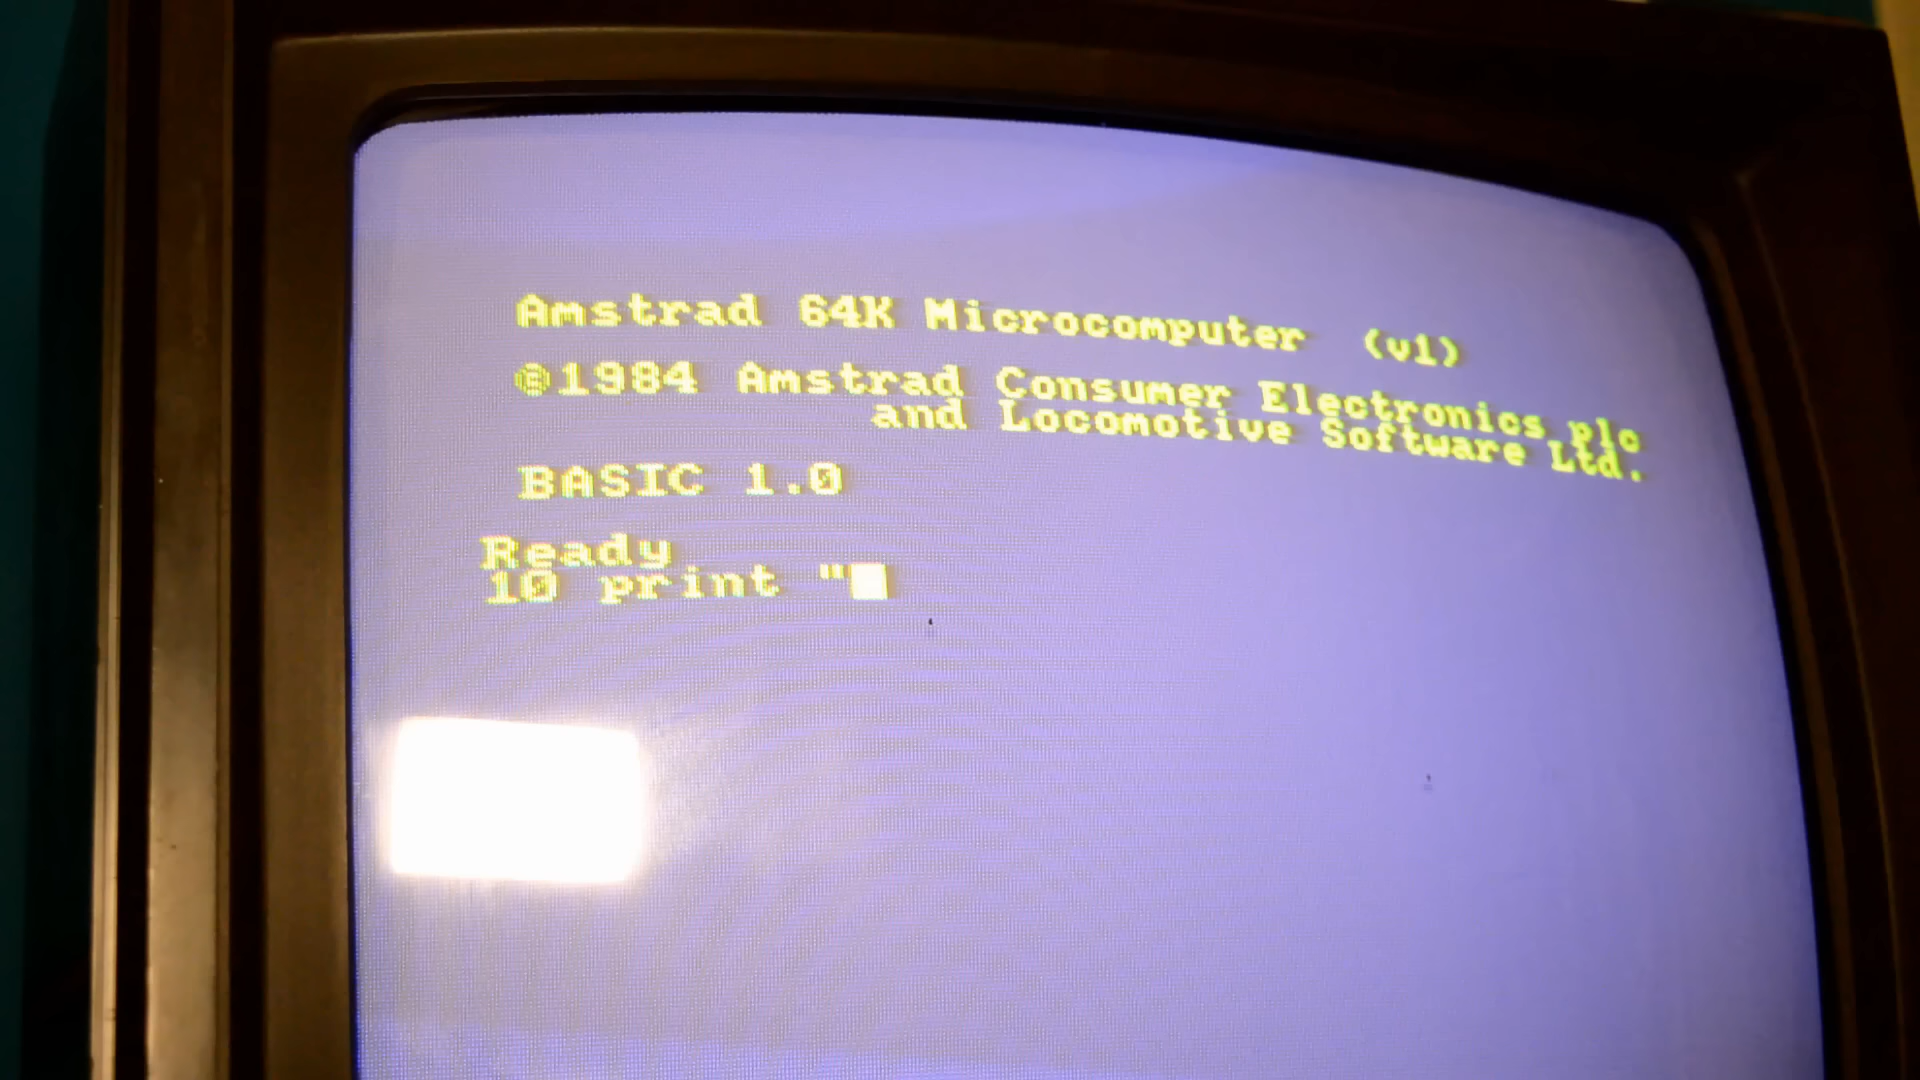 Amstrad 64K Microcomputer (v1)
©1984 Amstrad Consumer Electronics plc
and Locomotive Software Ltd.
BASIC 1.0
Ready
10 print "